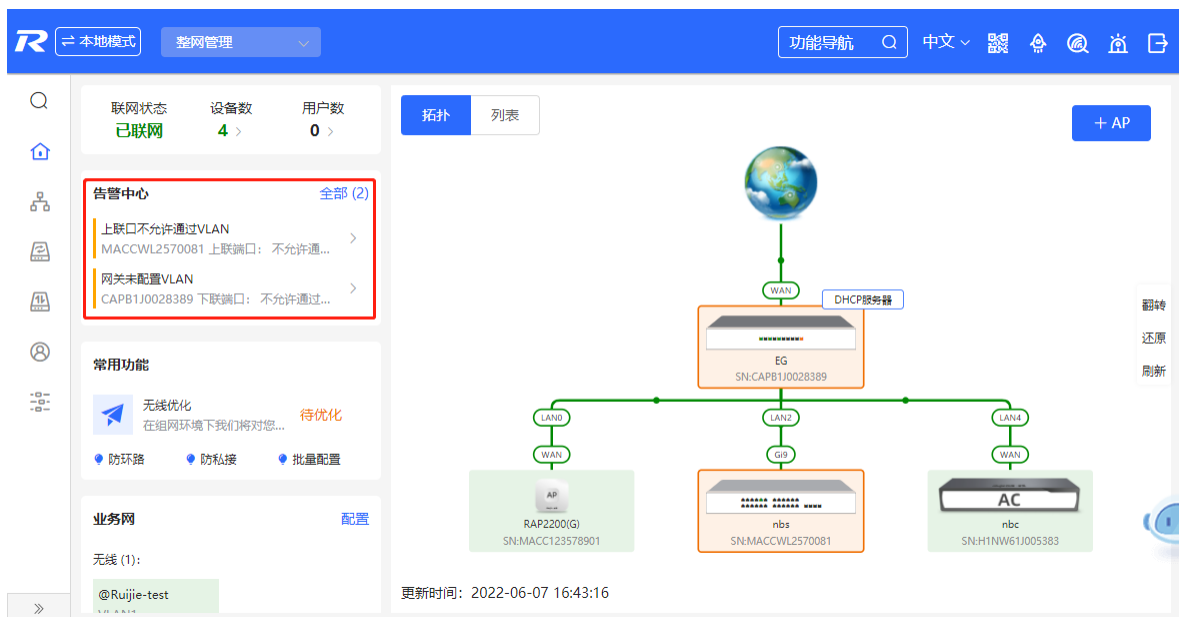 本地模式
整网管理
功能导航
中文
联网状态 设备数 用户数
已联网 4 0
告警中心 全部 (2)
上联口不允许通过VLAN
MACCWL2570081 上联端口： 不允许通...
网关未配置VLAN
CAPB1J0028389 下联端口： 不允许通过...
常用功能
无线优化
在组网环境下我们将对您...
待优化
防环路 防私接 批量配置
业务网 配置
无线 (1):
@Ruijie-test
VLAN1
拓扑 列表
+ AP
WAN
DHCP服务器
EG
SN:CAPB1J0028389
LAN0 LAN2 LAN4
WAN Gi9 WAN
AP
AC
RAP2200(G)
SN:MACC123578901
nbs
SN:MACCWL2570081
nbc
SN:H1NW61J005383
翻转
还原
刷新
更新时间：2022-06-07 16:43:16